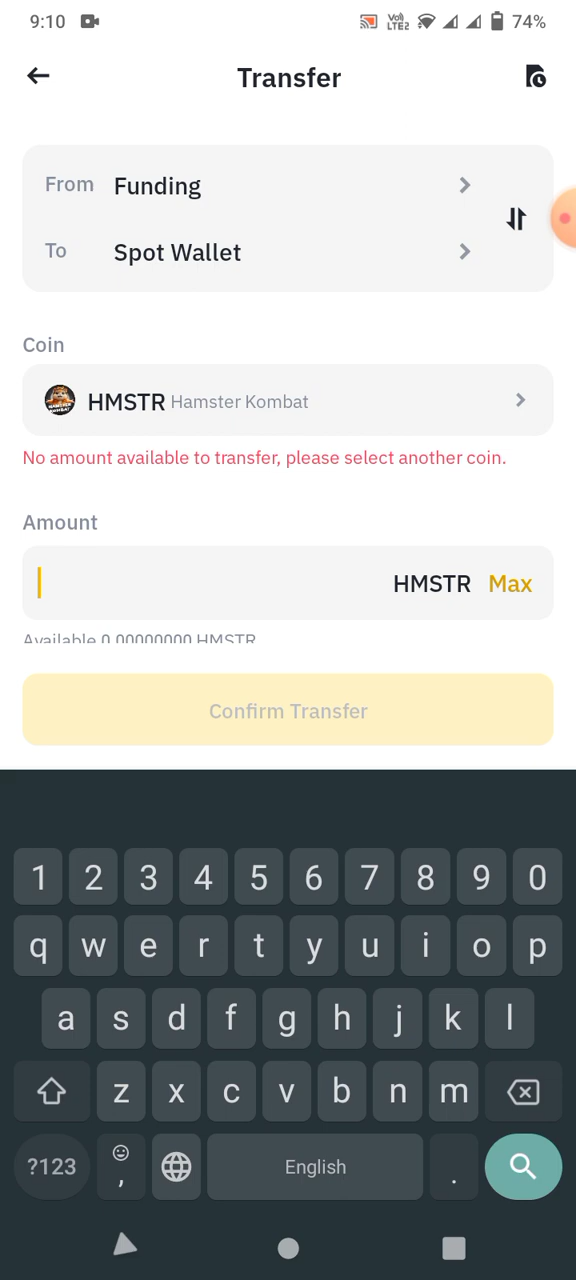 9:10 Vo) LTE2 74%
Transfer
From Funding
To Spot Wallet
Coin
HMSTR Hamster Kombat
No amount available to transfer, please select another coin.
Amount
HMSTR Max
Available 0.00000000 HMSTR
Confirm Transfer
1 2 3 4 5 6 7 8 9 0
q w e r t y u i o p
a s d f g h j k l
z x c v b n m
?123 , English .